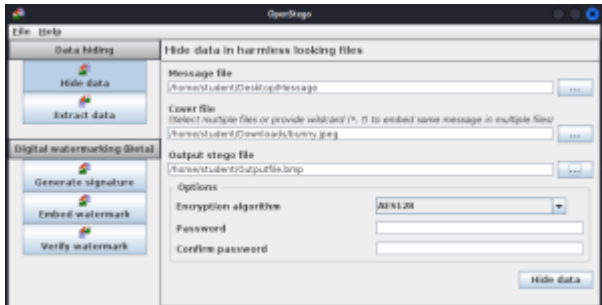 OpenStego
File Help
Data hiding
Hide data
Extract data
Digital watermarking (Beta)
Generate signature
Embed watermark
Verify watermark
Hide data in harmless looking files
Message file
/home/student/Desktop/Message
...
Cover file
(Select multiple files or provide wildcard (*, ?) to embed same message in multiple files)
/home/student/Downloads/bunny.jpeg
...
Output stego file
/home/student/Outputfile.bmp
...
Options
Encryption algorithm AES128
Password
Confirm password
Hide data